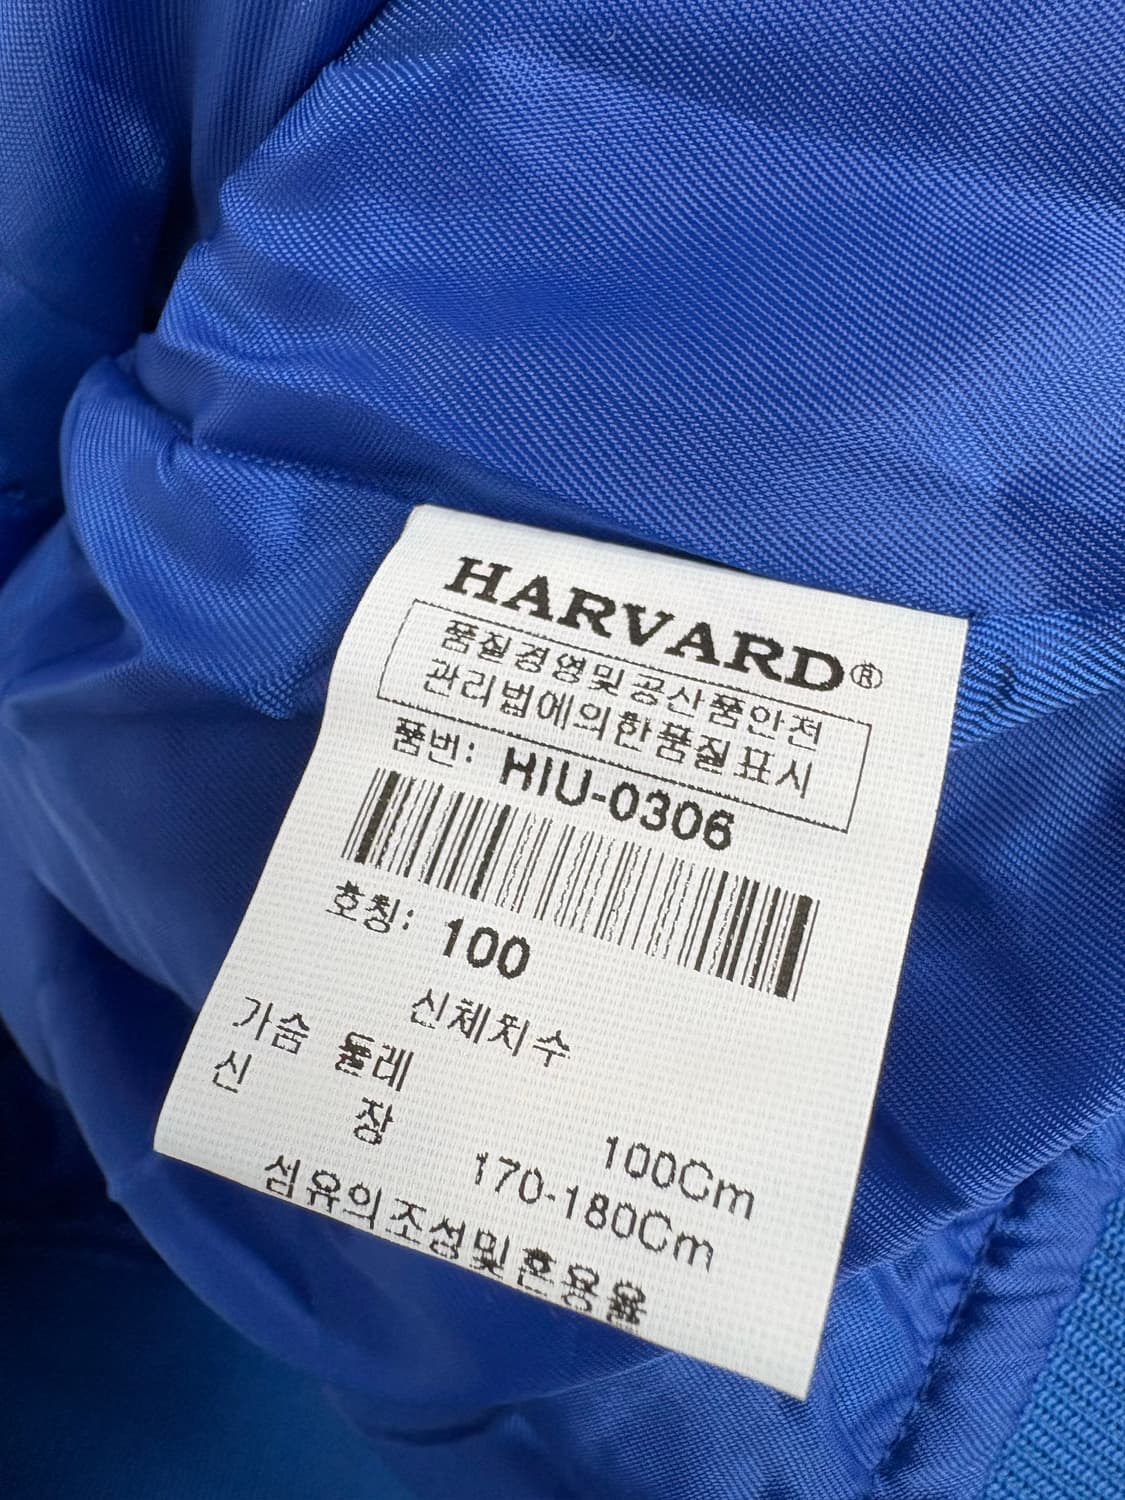 HARVARD®
품질경영및공산품안전
관리법에의한품질표시
품번: HIU-0306
호칭: 100
신체치수
가슴 둘레 100Cm
신 장 170-180Cm
섬유의조성및혼용율